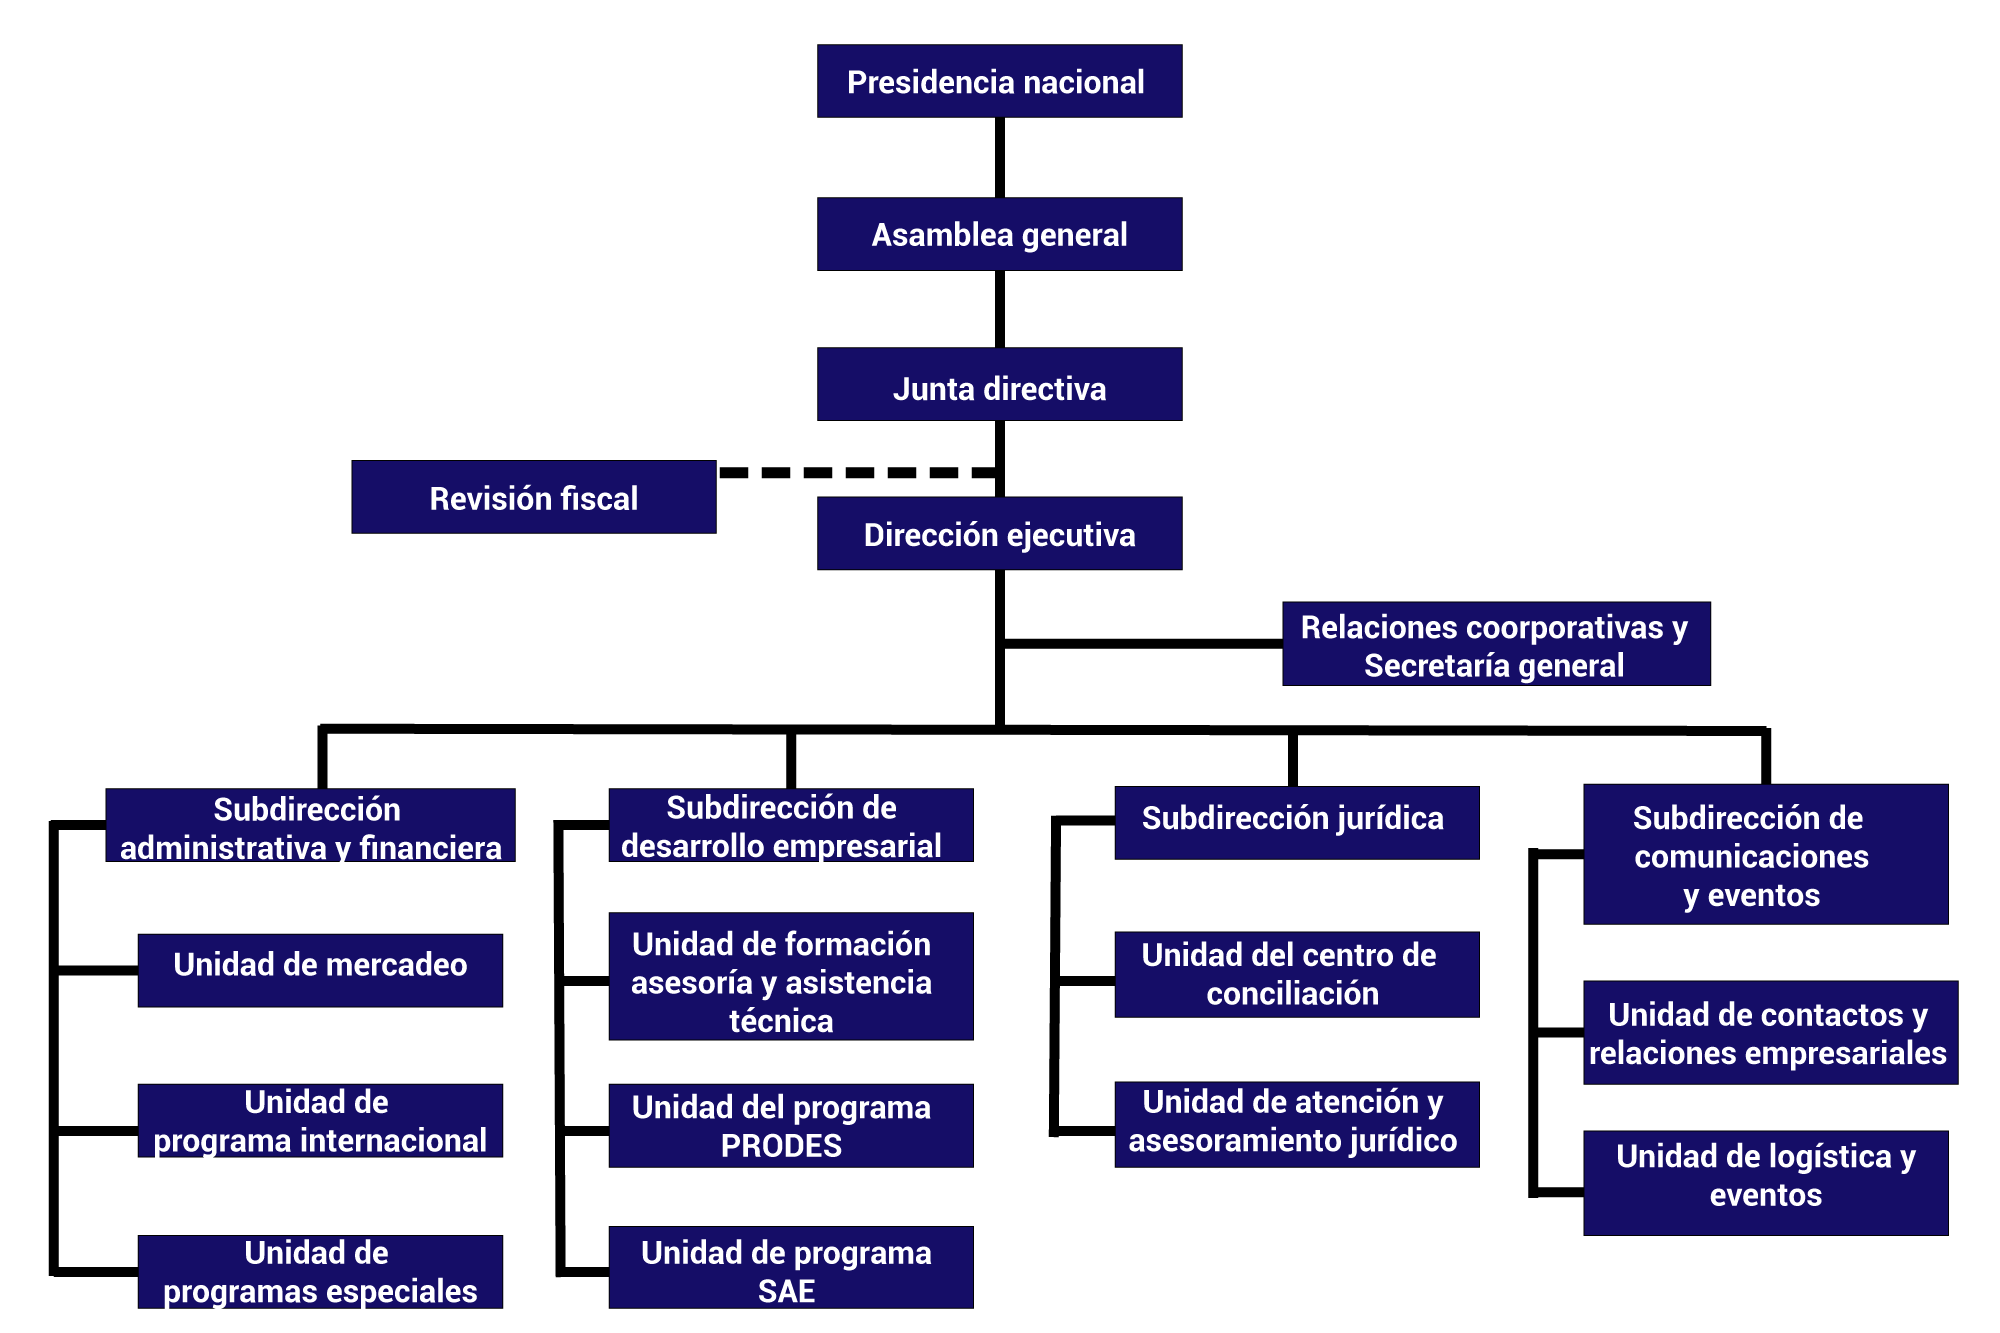 Presidencia nacional
Asamblea general
Junta directiva
Revisión fiscal
Dirección ejecutiva
Relaciones coorporativas y
Secretaría general
Subdirección
administrativa y financiera
Unidad de mercadeo
Unidad de
programa internacional
Unidad de
programas especiales
Subdirección de
desarrollo empresarial
Unidad de formación
asesoría y asistencia
técnica
Unidad del programa
PRODES
Unidad de programa
SAE
Subdirección jurídica
Unidad del centro de
conciliación
Unidad de atención y
asesoramiento jurídico
Subdirección de
comunicaciones
y eventos
Unidad de contactos y
relaciones empresariales
Unidad de logística y
eventos